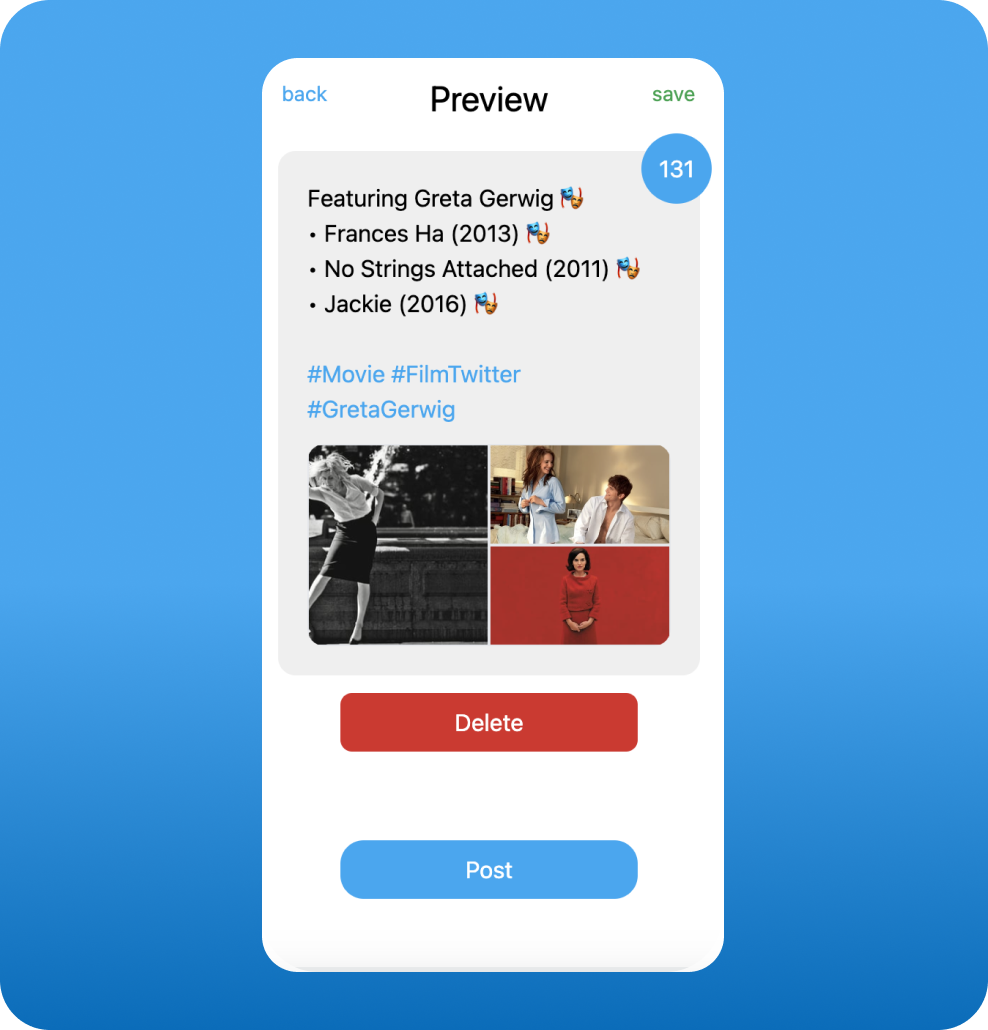 back
Preview
save
131
Featuring Greta Gerwig 🎭
• Frances Ha (2013) 🎭
• No Strings Attached (2011) 🎭
• Jackie (2016) 🎭
#Movie #FilmTwitter
#GretaGerwig
Delete
Post